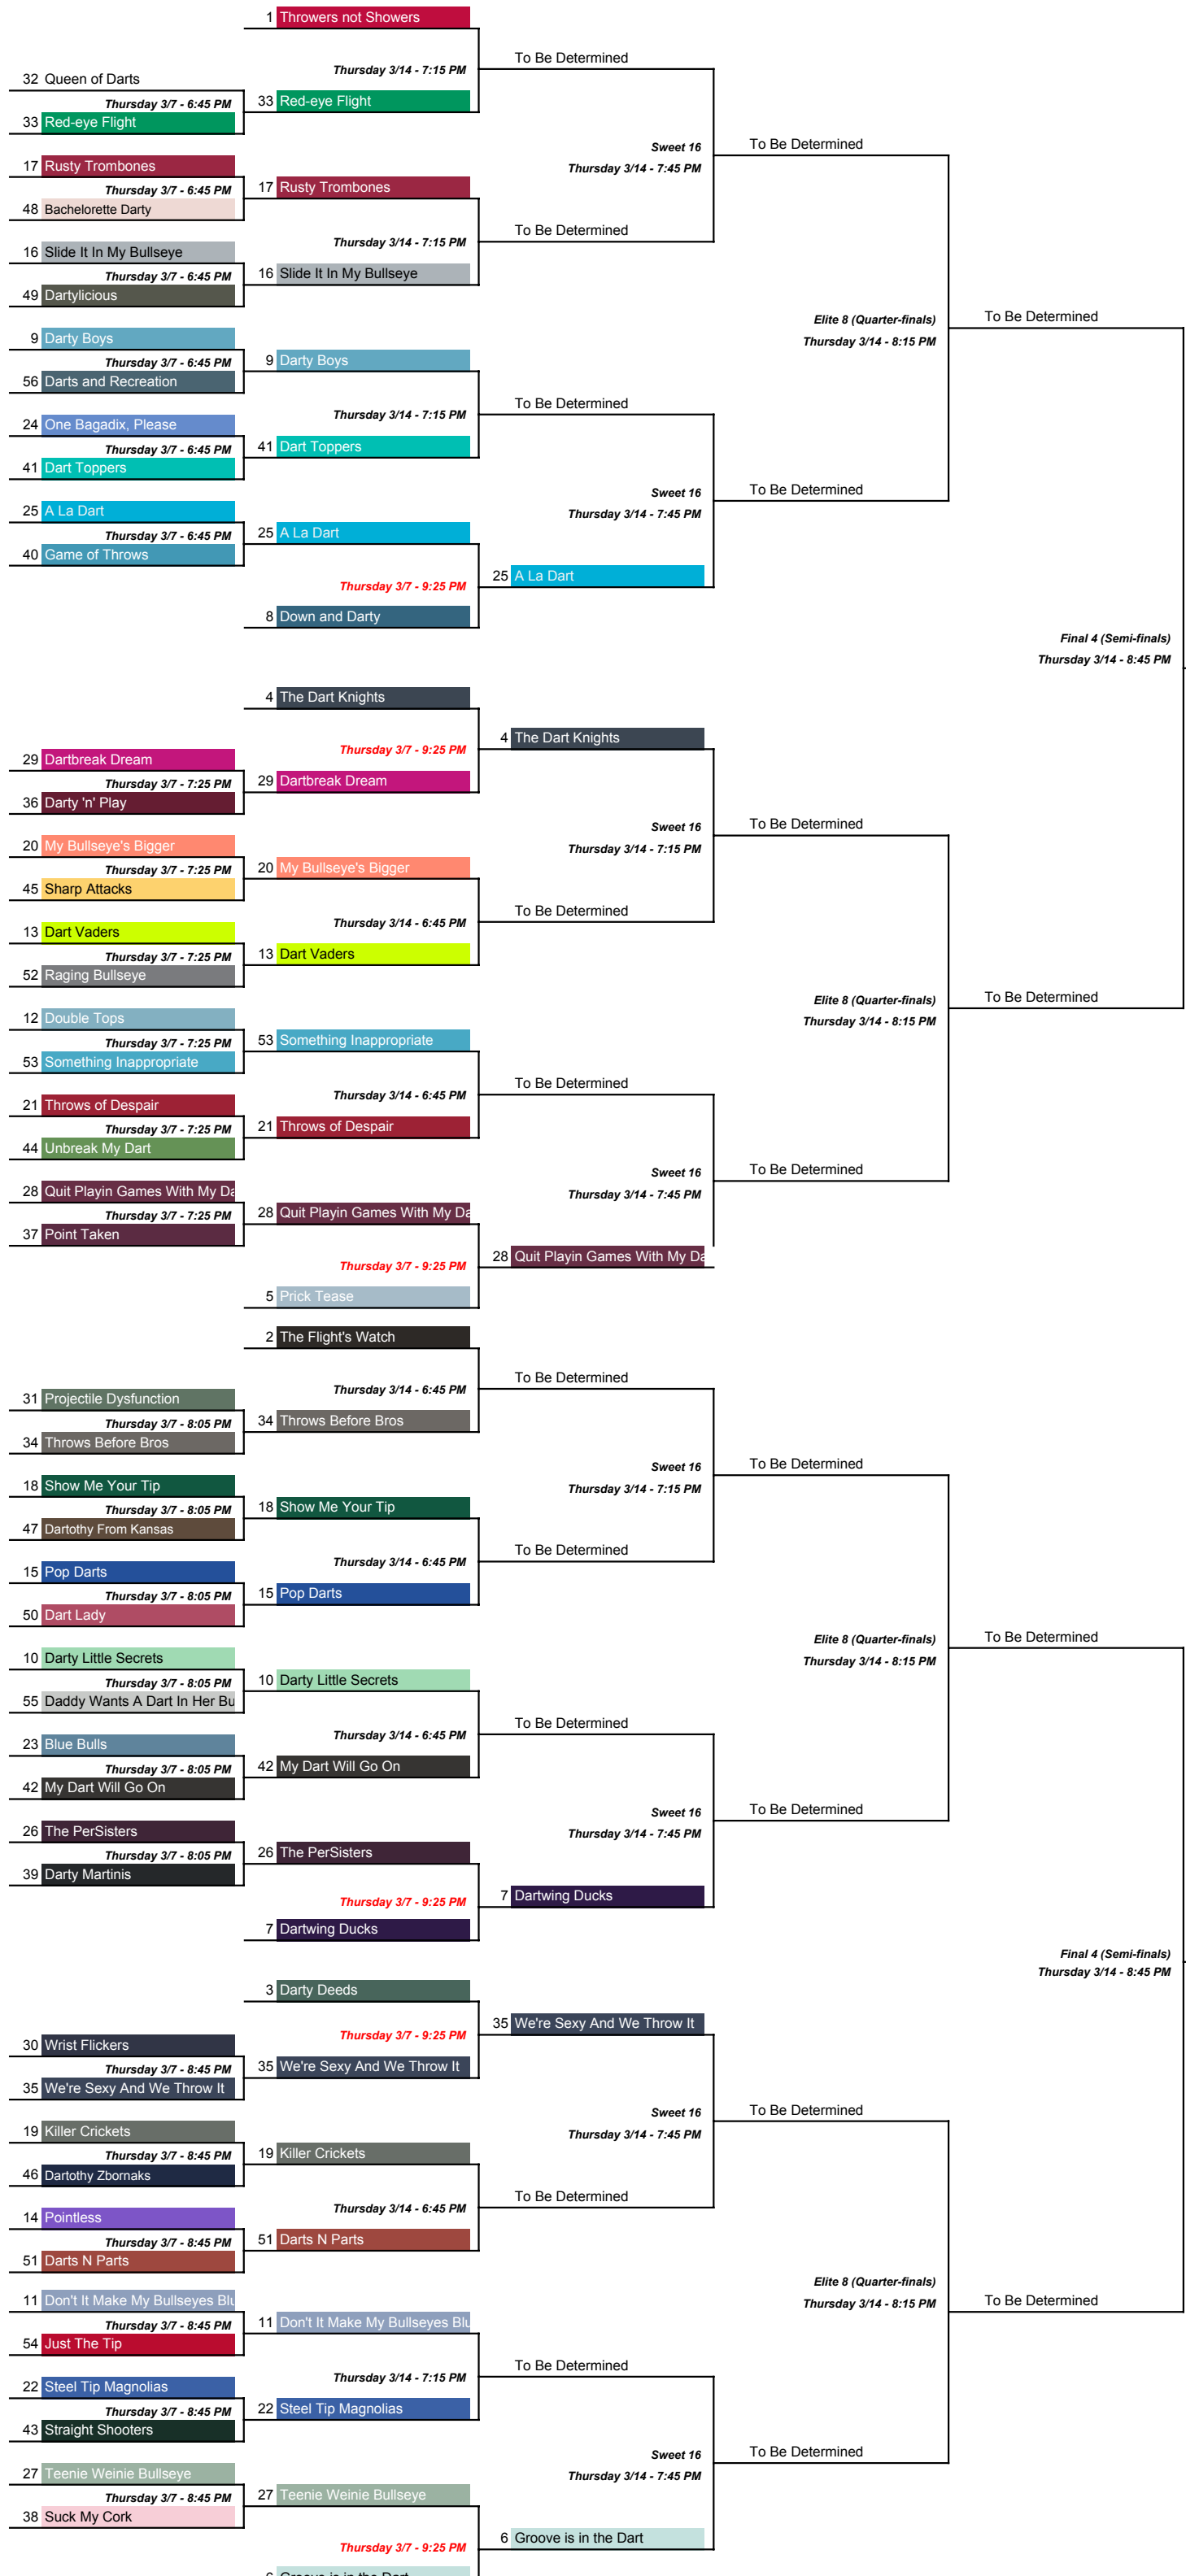 1 Throwers not Showers
To Be Determined
Thursday 3/14 - 7:15 PM
32 Queen of Darts
Thursday 3/7 - 6:45 PM
33 Red-eye Flight
33 Red-eye Flight
Sweet 16
To Be Determined
Thursday 3/14 - 7:45 PM
17 Rusty Trombones
Thursday 3/7 - 6:45 PM
17 Rusty Trombones
48 Bachelorette Darty
To Be Determined
Thursday 3/14 - 7:15 PM
16 Slide It In My Bullseye
Thursday 3/7 - 6:45 PM
16 Slide It In My Bullseye
49 Dartylicious
Elite 8 (Quarter-finals)
To Be Determined
Thursday 3/14 - 8:15 PM
9 Darty Boys
Thursday 3/7 - 6:45 PM
9 Darty Boys
56 Darts and Recreation
To Be Determined
Thursday 3/14 - 7:15 PM
24 One Bagadix, Please
Thursday 3/7 - 6:45 PM
41 Dart Toppers
41 Dart Toppers
Sweet 16
To Be Determined
Thursday 3/14 - 7:45 PM
25 A La Dart
Thursday 3/7 - 6:45 PM
25 A La Dart
40 Game of Throws
25 A La Dart
Thursday 3/7 - 9:25 PM
8 Down and Darty
Final 4 (Semi-finals)
Thursday 3/14 - 8:45 PM
4 The Dart Knights
4 The Dart Knights
Thursday 3/7 - 9:25 PM
29 Dartbreak Dream
Thursday 3/7 - 7:25 PM
29 Dartbreak Dream
36 Darty 'n' Play
Sweet 16
To Be Determined
Thursday 3/14 - 7:15 PM
20 My Bullseye's Bigger
Thursday 3/7 - 7:25 PM
20 My Bullseye's Bigger
45 Sharp Attacks
To Be Determined
Thursday 3/14 - 6:45 PM
13 Dart Vaders
Thursday 3/7 - 7:25 PM
13 Dart Vaders
52 Raging Bullseye
Elite 8 (Quarter-finals)
To Be Determined
Thursday 3/14 - 8:15 PM
12 Double Tops
Thursday 3/7 - 7:25 PM
53 Something Inappropriate
53 Something Inappropriate
To Be Determined
Thursday 3/14 - 6:45 PM
21 Throws of Despair
Thursday 3/7 - 7:25 PM
21 Throws of Despair
44 Unbreak My Dart
Sweet 16
To Be Determined
Thursday 3/14 - 7:45 PM
28 Quit Playin Games With My Da
Thursday 3/7 - 7:25 PM
28 Quit Playin Games With My Da
37 Point Taken
28 Quit Playin Games With My Da
Thursday 3/7 - 9:25 PM
5 Prick Tease
2 The Flight's Watch
To Be Determined
Thursday 3/14 - 6:45 PM
31 Projectile Dysfunction
Thursday 3/7 - 8:05 PM
34 Throws Before Bros
34 Throws Before Bros
Sweet 16
To Be Determined
Thursday 3/14 - 7:15 PM
18 Show Me Your Tip
Thursday 3/7 - 8:05 PM
18 Show Me Your Tip
47 Dartothy From Kansas
To Be Determined
Thursday 3/14 - 6:45 PM
15 Pop Darts
Thursday 3/7 - 8:05 PM
15 Pop Darts
50 Dart Lady
Elite 8 (Quarter-finals)
To Be Determined
Thursday 3/14 - 8:15 PM
10 Darty Little Secrets
Thursday 3/7 - 8:05 PM
10 Darty Little Secrets
55 Daddy Wants A Dart In Her Bu
To Be Determined
Thursday 3/14 - 6:45 PM
23 Blue Bulls
Thursday 3/7 - 8:05 PM
42 My Dart Will Go On
42 My Dart Will Go On
Sweet 16
To Be Determined
Thursday 3/14 - 7:45 PM
26 The PerSisters
Thursday 3/7 - 8:05 PM
26 The PerSisters
39 Darty Martinis
7 Dartwing Ducks
Thursday 3/7 - 9:25 PM
7 Dartwing Ducks
Final 4 (Semi-finals)
Thursday 3/14 - 8:45 PM
3 Darty Deeds
35 We're Sexy And We Throw It
Thursday 3/7 - 9:25 PM
30 Wrist Flickers
Thursday 3/7 - 8:45 PM
35 We're Sexy And We Throw It
35 We're Sexy And We Throw It
Sweet 16
To Be Determined
Thursday 3/14 - 7:45 PM
19 Killer Crickets
Thursday 3/7 - 8:45 PM
19 Killer Crickets
46 Dartothy Zbornaks
To Be Determined
Thursday 3/14 - 6:45 PM
14 Pointless
Thursday 3/7 - 8:45 PM
51 Darts N Parts
51 Darts N Parts
Elite 8 (Quarter-finals)
To Be Determined
Thursday 3/14 - 8:15 PM
11 Don't It Make My Bullseyes Blu
Thursday 3/7 - 8:45 PM
11 Don't It Make My Bullseyes Blu
54 Just The Tip
To Be Determined
Thursday 3/14 - 7:15 PM
22 Steel Tip Magnolias
Thursday 3/7 - 8:45 PM
22 Steel Tip Magnolias
43 Straight Shooters
Sweet 16
To Be Determined
Thursday 3/14 - 7:45 PM
27 Teenie Weinie Bullseye
Thursday 3/7 - 8:45 PM
27 Teenie Weinie Bullseye
38 Suck My Cork
6 Groove is in the Dart
Thursday 3/7 - 9:25 PM
6 Groove is in the Dart